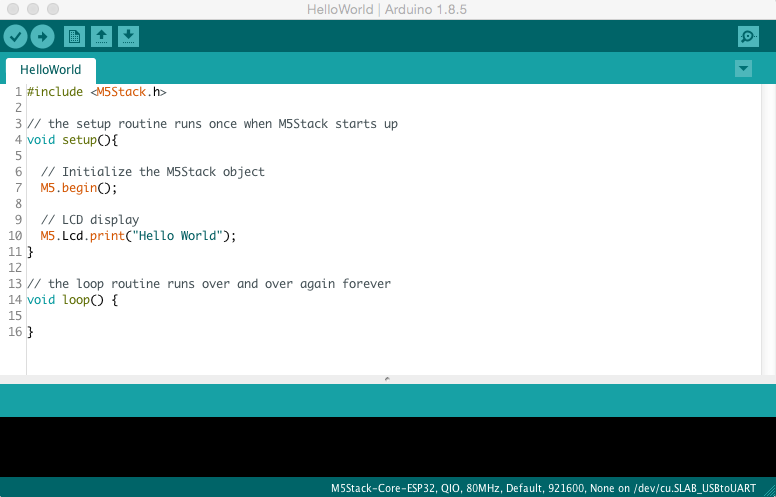 HelloWorld | Arduino 1.8.5
HelloWorld
1 #include <M5Stack.h>
2
3 // the setup routine runs once when M5Stack starts up
4 void setup(){
5
6   // Initialize the M5Stack object
7   M5.begin();
8
9   // LCD display
10   M5.Lcd.print("Hello World");
11 }
12
13 // the loop routine runs over and over again forever
14 void loop() {
15
16 }
M5Stack-Core-ESP32, QIO, 80MHz, Default, 921600, None on /dev/cu.SLAB_USBtoUART